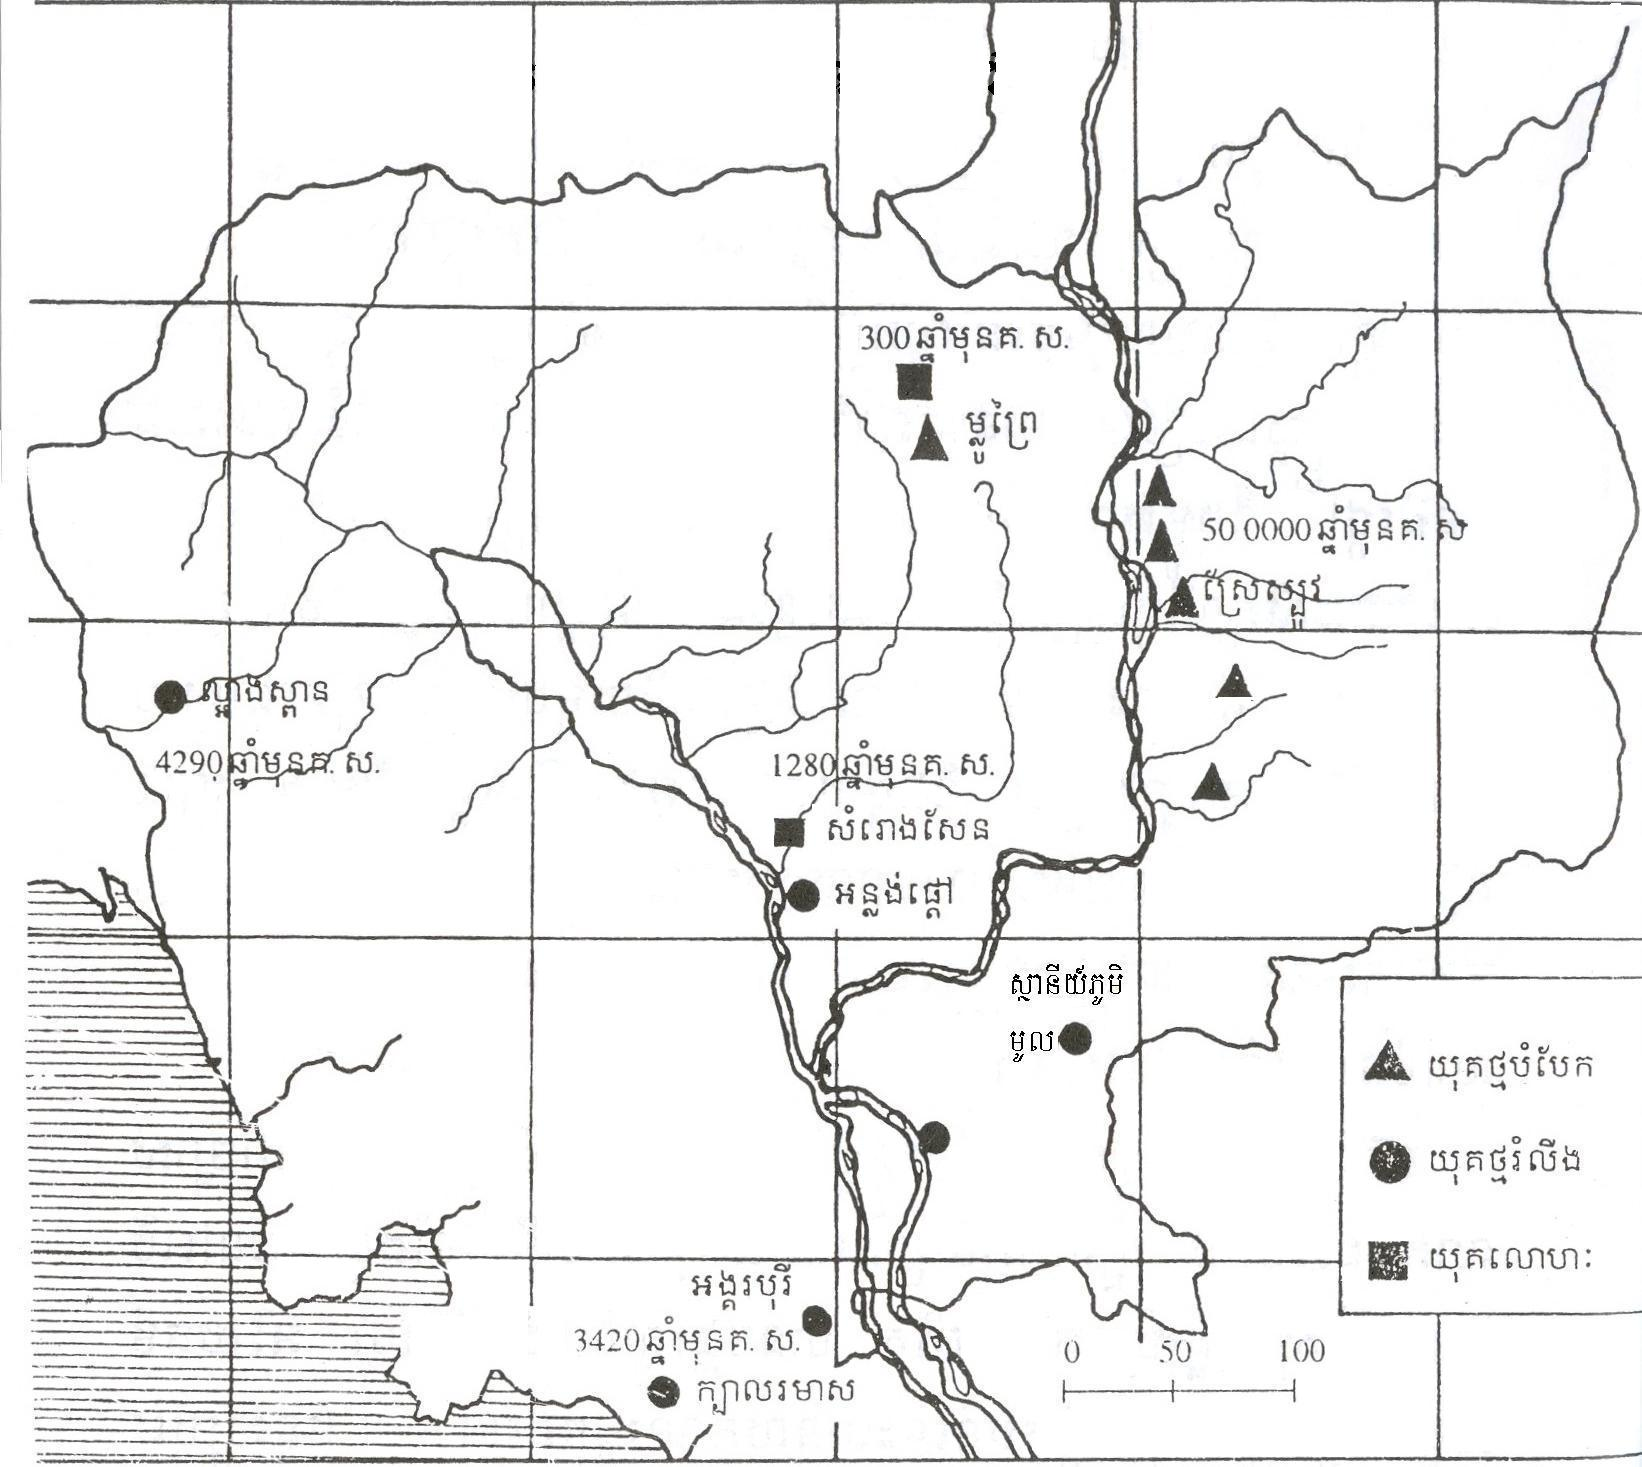 300 ឆ្នាំមុនគ. ស.
ម្លូព្រៃ
50 0000 ឆ្នាំមុនគ. ស
ស្រែស្បូវ
ល្អាងស្ពាន
4290 ឆ្នាំមុនគ. ស.
1280 ឆ្នាំមុនគ. ស.
សំរោងសែន
អន្លង់ផ្តៅ
ស្ថានីយ៍ភូមិ
មូល
យុគថ្មបំបែក
យុគថ្មរំលីង
យុគលោហៈ
អង្គរបុរី
3420 ឆ្នាំមុនគ. ស.
ក្បាលរមាស
0 50 100